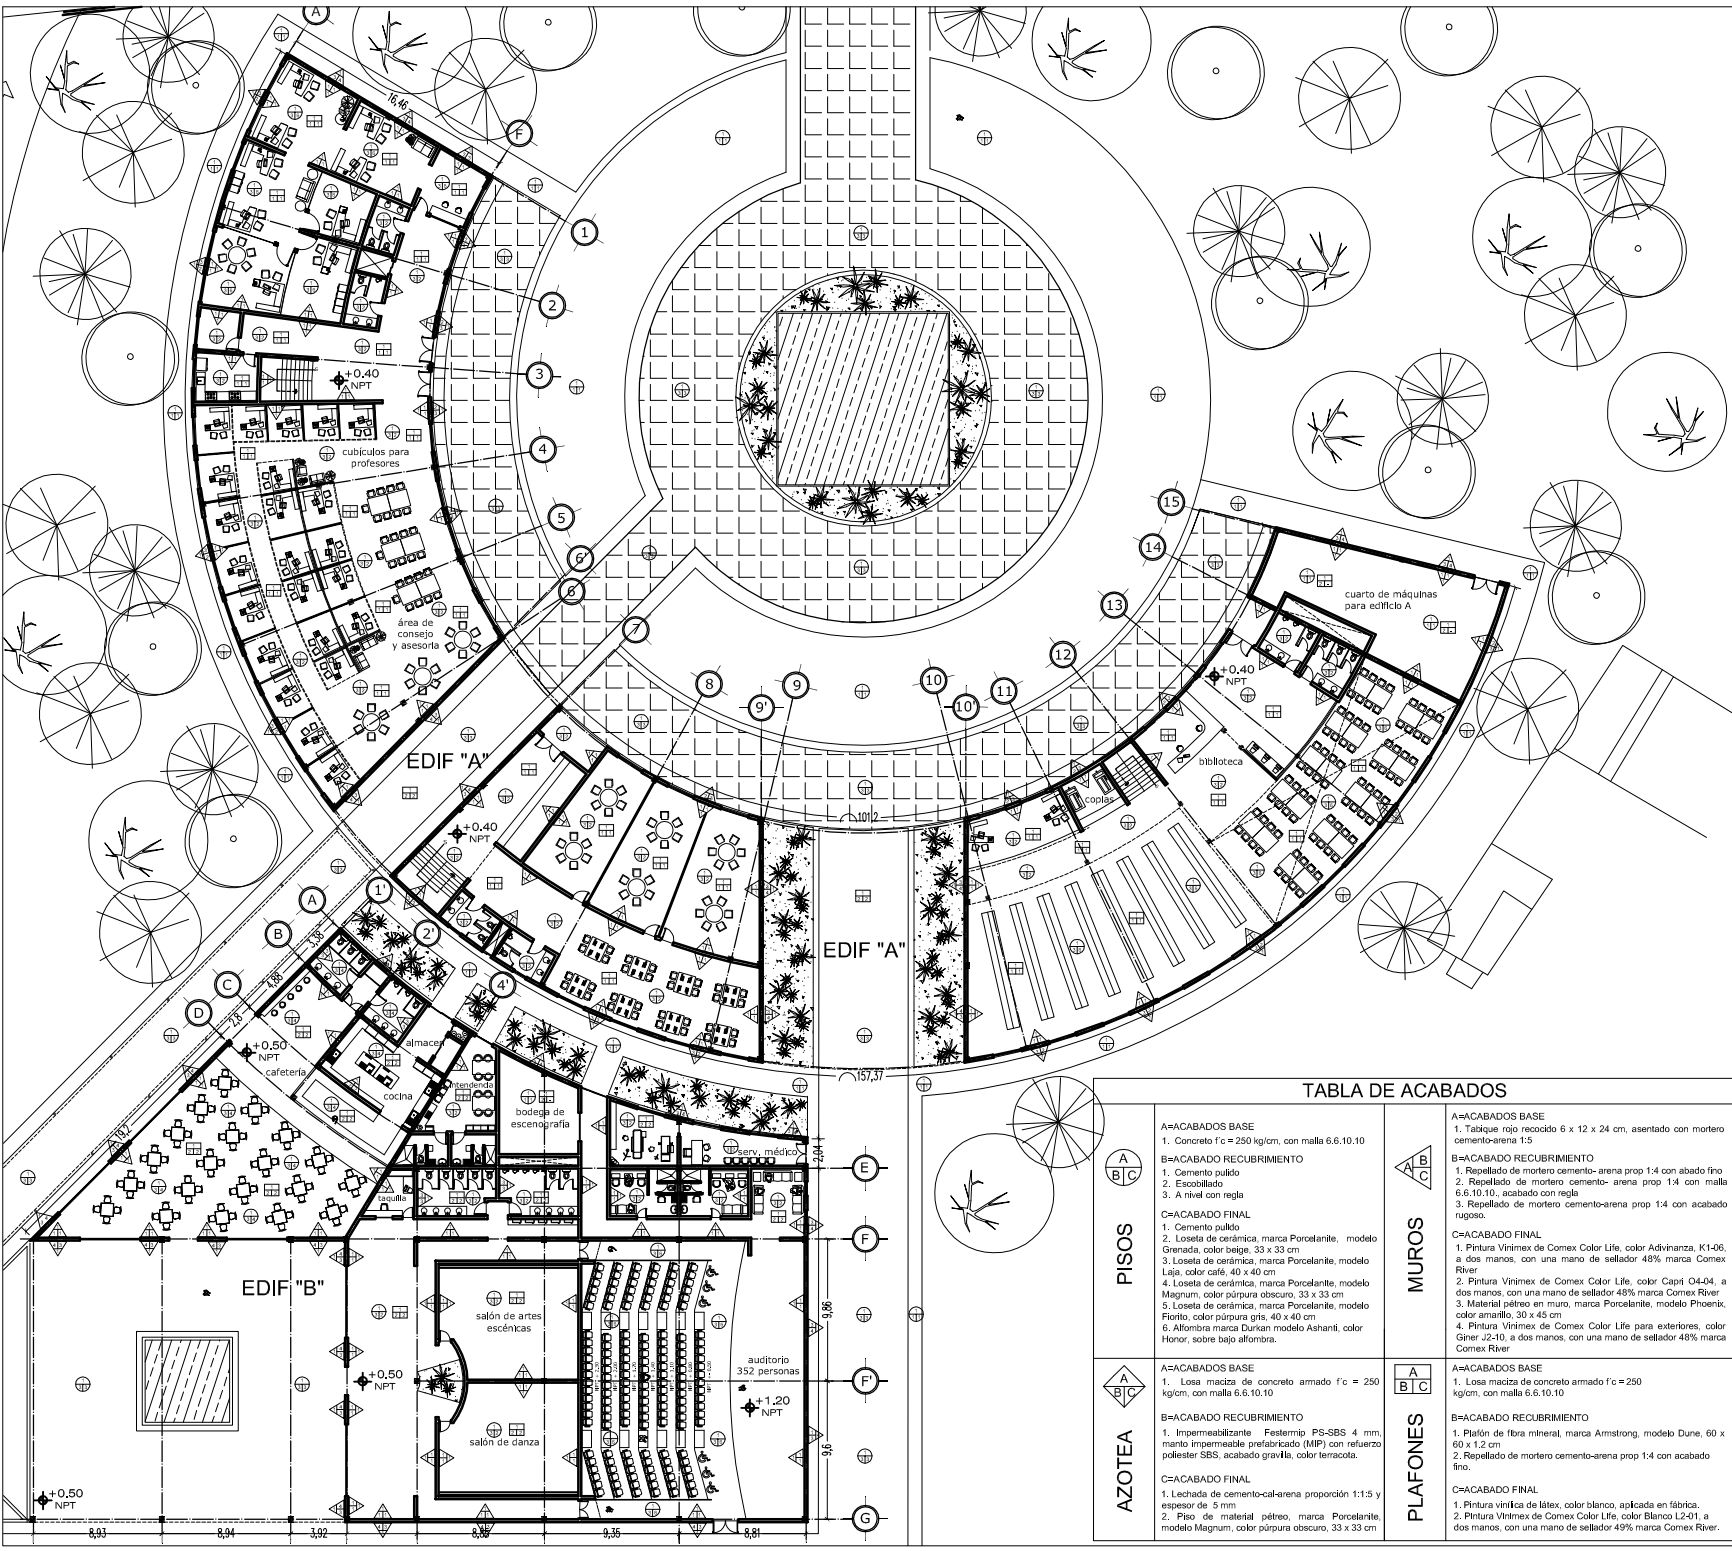 A
16,46
F
1
2
3
+0.40
NPT
4
cubículos para
profesores
5
6'
6
área de
consejo
y asesoría
7
8
9'
9
10
10'
11
12
13
14
15
cuarto de máquinas
para edificio A
+0.40
NPT
biblioteca
copias
EDIF "A"
+0.40
NPT
101,2
EDIF "A"
157,37
A
1'
B
2'
C
4'
D
3,38
4,88
2,8
9,2
+0.50
NPT
cafetería
almacen
cocina
intendencia
bodega de
escenografía
serv. médico
2,04
taquilla
E
F
F'
G
EDIF "B"
salón de artes
escénicas
auditorio
352 personas
+0.50
NPT
+1.20
NPT
salón de danza
9,86
9,6
+0.50
NPT
8,93
8,94
3,92
8,85
9,35
8,81
TABLA DE ACABADOS
PISOS
A
B C
A=ACABADOS BASE
1. Concreto f'c = 250 kg/cm, con malla 6.6.10.10
B=ACABADO RECUBRIMIENTO
1. Cemento pulido
2. Escobillado
3. A nivel con regla
C=ACABADO FINAL
1. Cemento pulido
2. Loseta de cerámica, marca Porcelanite, modelo
Grenada, color beige, 33 x 33 cm
3. Loseta de cerámica, marca Porcelanite, modelo
Laja, color café, 40 x 40 cm
4. Loseta de cerámica, marca Porcelanite, modelo
Magnum, color púrpura obscuro, 33 x 33 cm
5. Loseta de cerámica, marca Porcelanite, modelo
Fiorito, color púrpura gris, 40 x 40 cm
6. Alfombra marca Durkan modelo Ashanti, color
Honor, sobre bajo alfombra.
MUROS
A B
C
A=ACABADOS BASE
1. Tabique rojo recocido 6 x 12 x 24 cm, asentado con mortero
cemento-arena 1:5
B=ACABADO RECUBRIMIENTO
1. Repellado de mortero cemento- arena prop 1:4 con abado fino
2. Repellado de mortero cemento- arena prop 1:4 con malla
6.6.10.10., acabado con regla
3. Repellado de mortero cemento-arena prop 1:4 con acabado
rugoso.
C=ACABADO FINAL
1. Pintura Vinimex de Comex Color Life, color Adivinanza, K1-06,
a dos manos, con una mano de sellador 48% marca Comex
River
2. Pintura Vinimex de Comex Color Life, color Capri O4-04, a
dos manos, con una mano de sellador 48% marca Comex River
3. Material pétreo en muro, marca Porcelanite, modelo Phoenix,
color amarillo, 30 x 45 cm
4. Pintura Vinimex de Comex Color Life para exteriores, color
Giner J2-10, a dos manos, con una mano de sellador 48% marca
Comex River
AZOTEA
A
B C
A=ACABADOS BASE
1. Losa maciza de concreto armado f'c = 250
kg/cm, con malla 6.6.10.10
B=ACABADO RECUBRIMIENTO
1. Impermeabilizante Festermip PS-SBS 4 mm,
manto impermeable prefabricado (MIP) con refuerzo
poliester SBS, acabado gravilla, color terracota.
C=ACABADO FINAL
1. Lechada de cemento-cal-arena proporción 1:1:5 y
espesor de 5 mm
2. Piso de material pétreo, marca Porcelanite,
modelo Magnum, color púrpura obscuro, 33 x 33 cm
PLAFONES
A
B C
A=ACABADOS BASE
1. Losa maciza de concreto armado f'c = 250
kg/cm, con malla 6.6.10.10
B=ACABADO RECUBRIMIENTO
1. Plafón de fibra mineral, marca Armstrong, modelo Dune, 60 x
60 x 1.2 cm
2. Repellado de mortero cemento-arena prop 1:4 con acabado
fino.
C=ACABADO FINAL
1. Pintura vinílica de látex, color blanco, aplicada en fábrica.
2. Pintura Vinimex de Comex Color Life, color Blanco L2-01, a
dos manos, con una mano de sellador 49% marca Comex River.